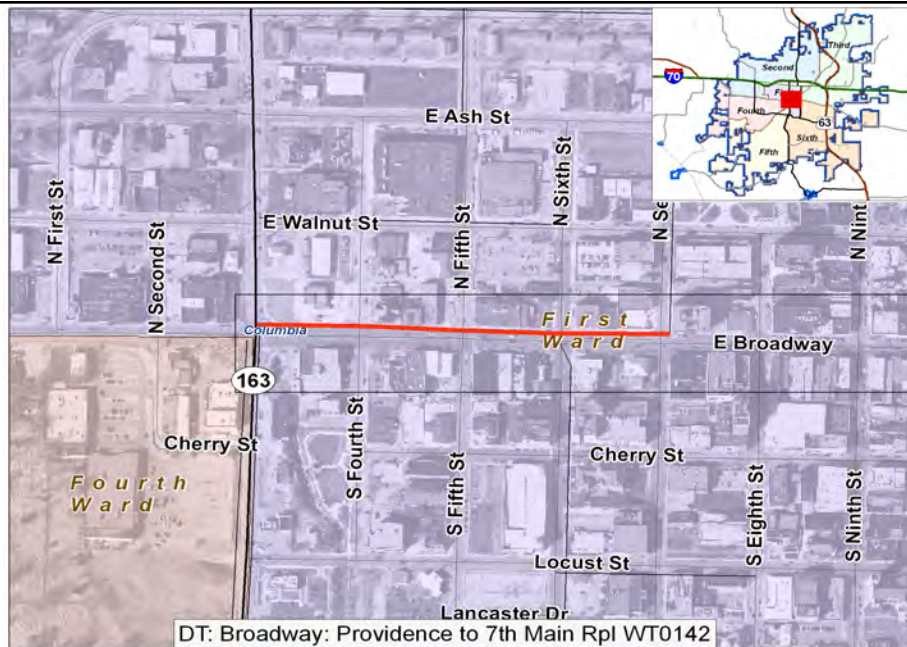 Third
Second
70
Fourth
63
Sixth
Fifth
E Ash St
N Sixth St
N First St
E Walnut St
N Fifth St
N Se
N Nint
N Second St
First
Ward
Columbia
E Broadway
163
S Fourth St
Cherry St
Cherry St
S Fifth St
Fourth
Ward
S Eighth St
S Ninth St
Locust St
Lancaster Dr
DT: Broadway: Providence to 7th Main Rpl WT0142